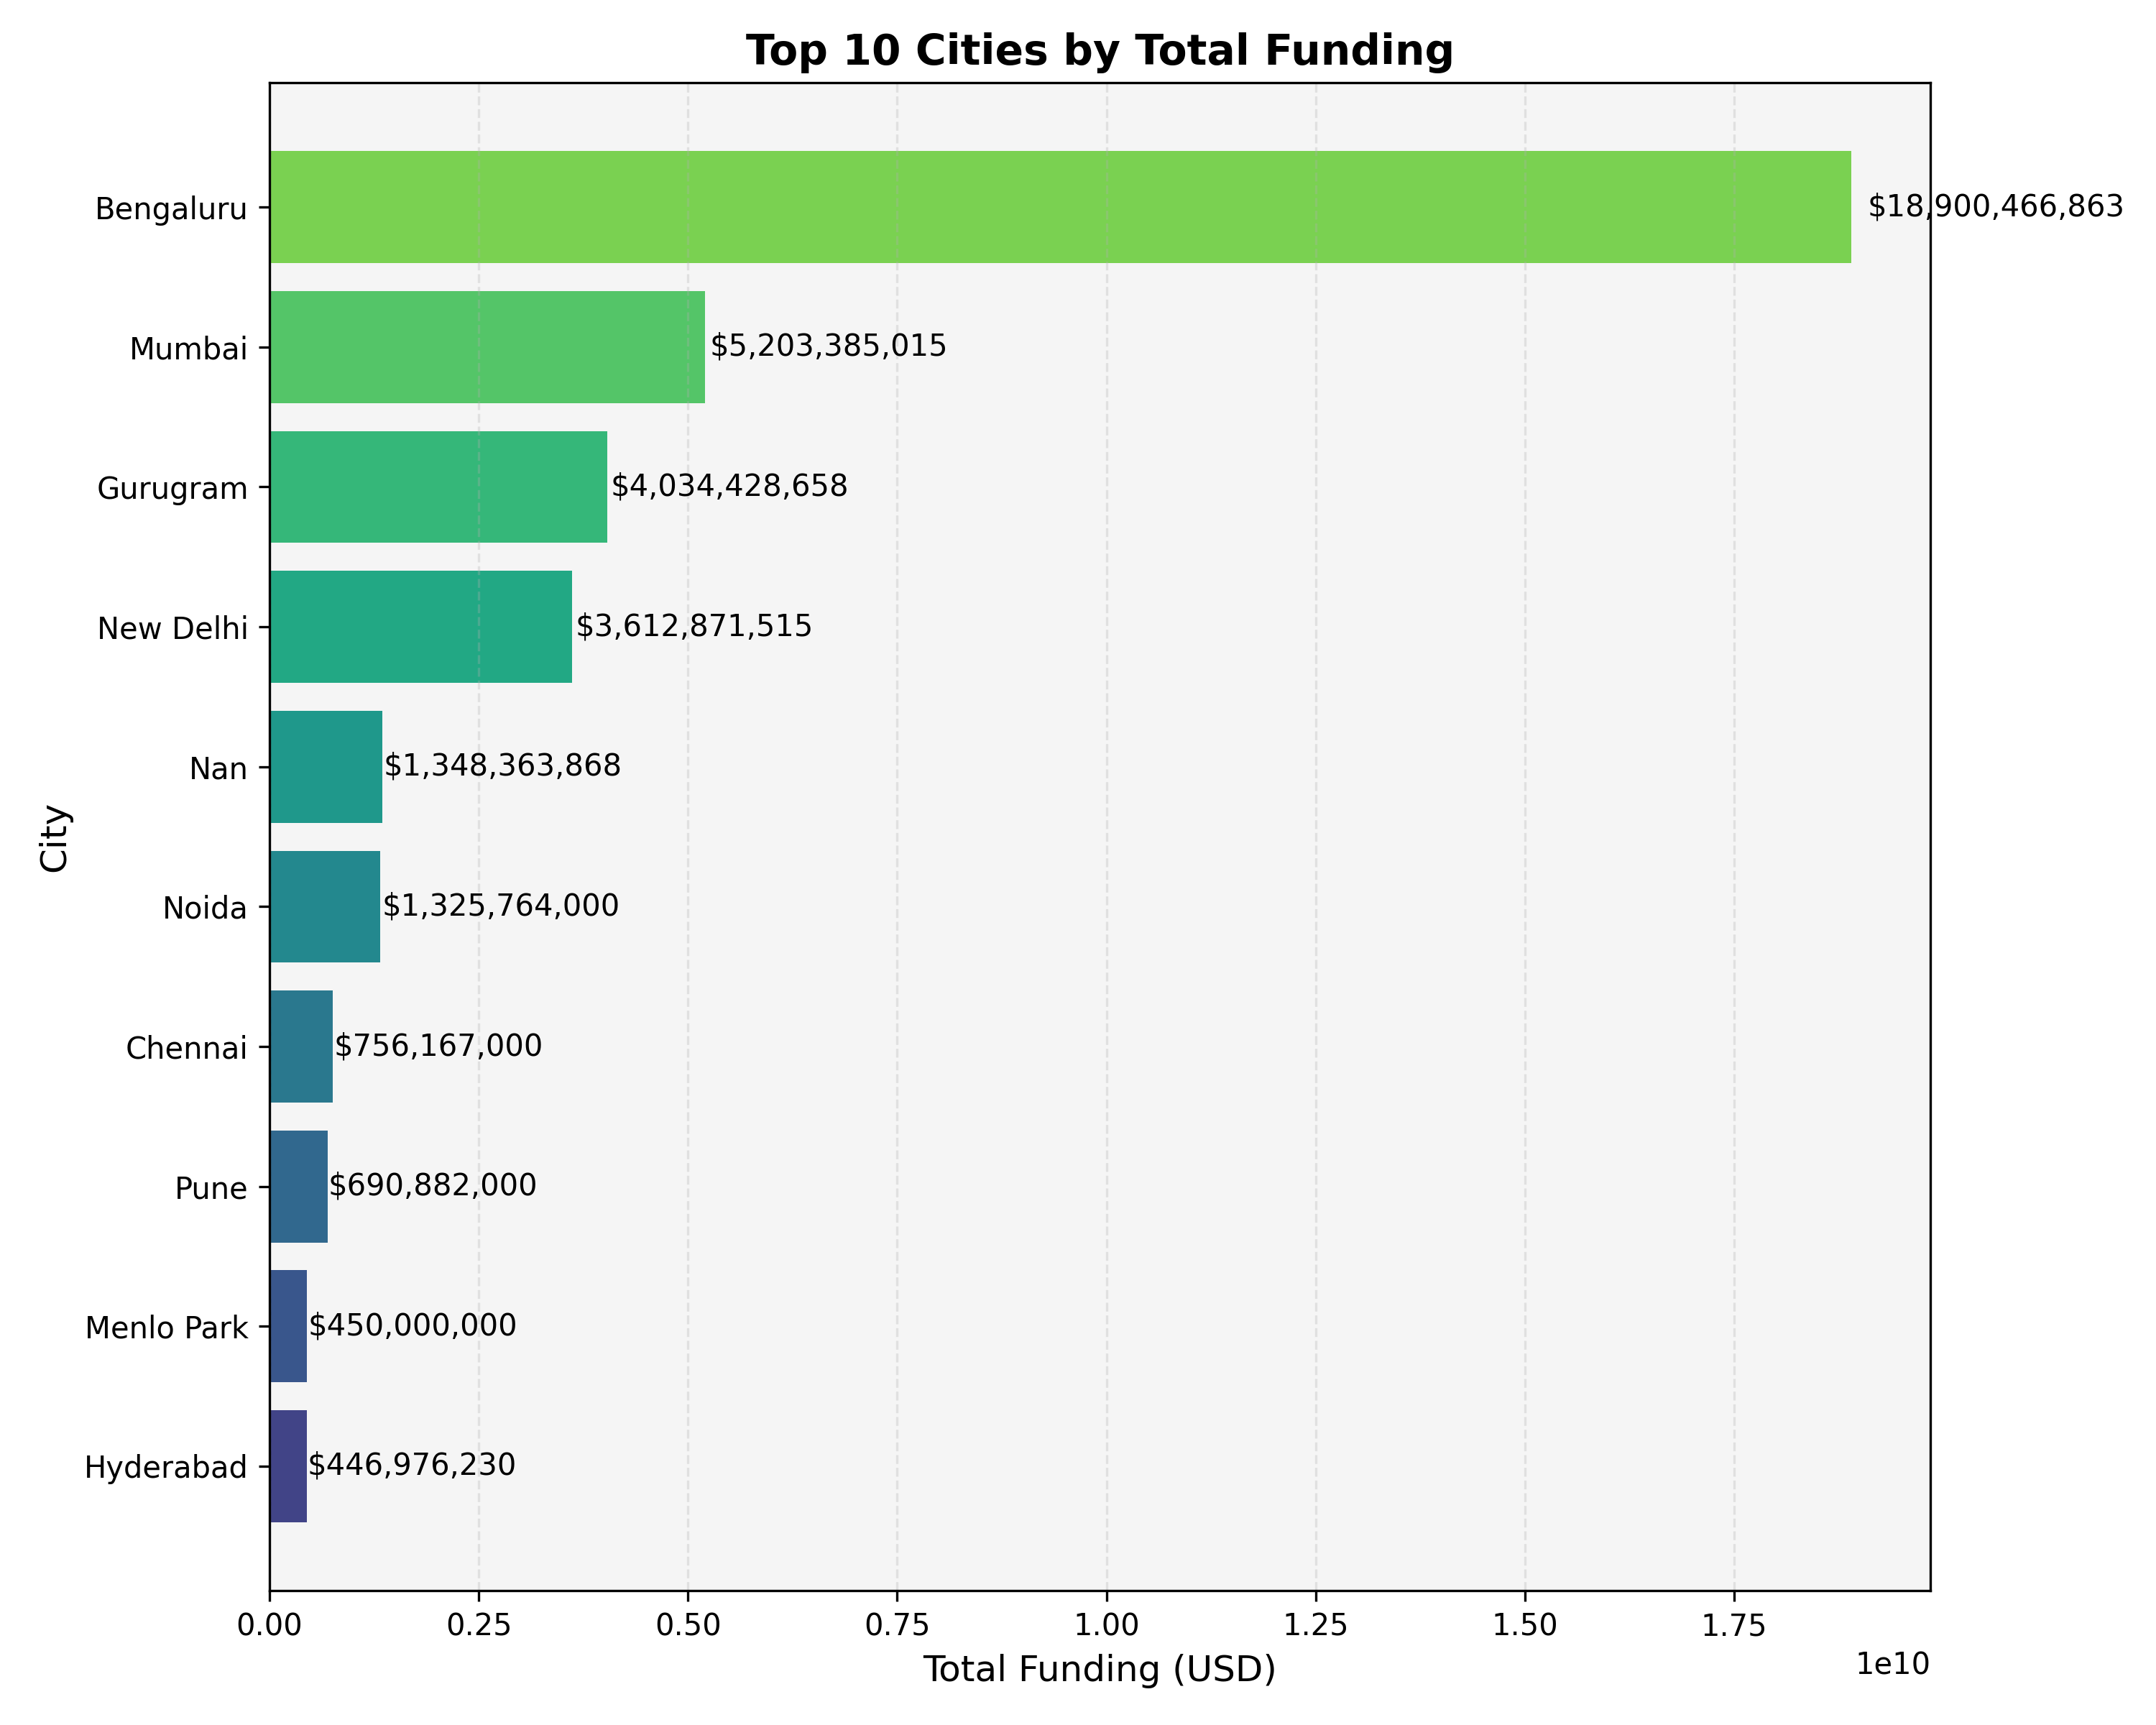 Top 10 Cities by Total Funding
Bengaluru $18,900,466,863
Mumbai $5,203,385,015
Gurugram $4,034,428,658
New Delhi $3,612,871,515
Nan $1,348,363,868
City
Noida $1,325,764,000
Chennai $756,167,000
Pune $690,882,000
Menlo Park $450,000,000
Hyderabad $446,976,230
0.00 0.25 0.50 0.75 1.00 1.25 1.50 1.75
1e10
Total Funding (USD)